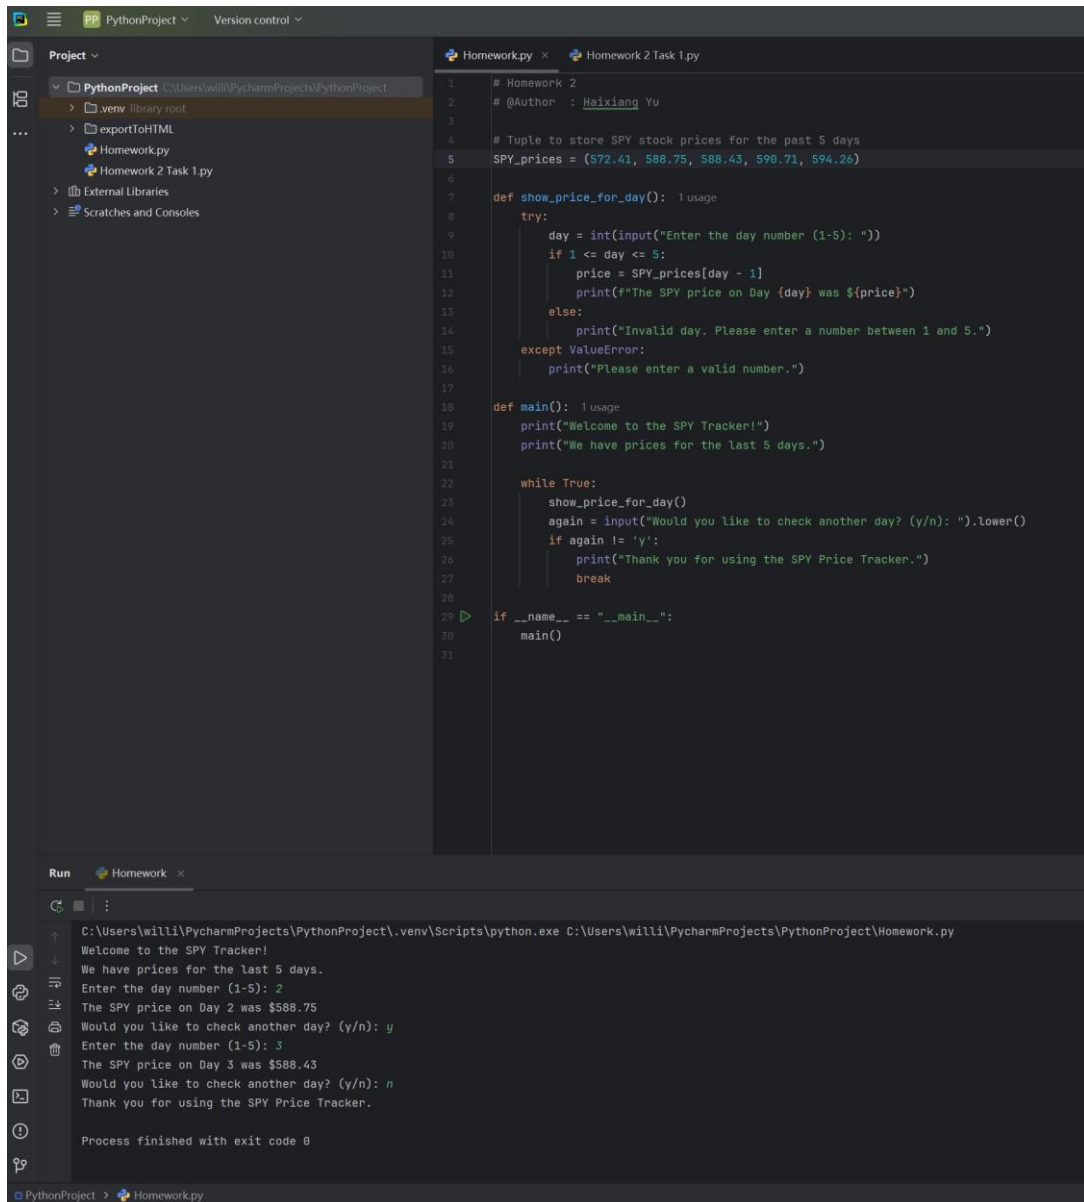 PP PythonProject Version control
Project
PythonProject C:\Users\willi\PycharmProjects\PythonProject
.venv library root
exportToHTML
Homework.py
Homework 2 Task 1.py
External Libraries
Scratches and Consoles
Homework.py Homework 2 Task 1.py
1 # Homework 2
2 # @Author  : Haixiang Yu
3
4 # Tuple to store SPY stock prices for the past 5 days
5 SPY_prices = (572.41, 588.75, 588.43, 590.71, 594.26)
6
7 def show_price_for_day(): 1 usage
8     try:
9         day = int(input("Enter the day number (1-5): "))
10         if 1 <= day <= 5:
11             price = SPY_prices[day - 1]
12             print(f"The SPY price on Day {day} was ${price}")
13         else:
14             print("Invalid day. Please enter a number between 1 and 5.")
15     except ValueError:
16         print("Please enter a valid number.")
17
18 def main(): 1 usage
19     print("Welcome to the SPY Tracker!")
20     print("We have prices for the last 5 days.")
21
22     while True:
23         show_price_for_day()
24         again = input("Would you like to check another day? (y/n): ").lower()
25         if again != 'y':
26             print("Thank you for using the SPY Price Tracker.")
27             break
28
29 if __name__ == "__main__":
30     main()
31
Run Homework
C:\Users\willi\PycharmProjects\PythonProject\.venv\Scripts\python.exe C:\Users\willi\PycharmProjects\PythonProject\Homework.py
Welcome to the SPY Tracker!
We have prices for the last 5 days.
Enter the day number (1-5): 2
The SPY price on Day 2 was $588.75
Would you like to check another day? (y/n): y
Enter the day number (1-5): 3
The SPY price on Day 3 was $588.43
Would you like to check another day? (y/n): n
Thank you for using the SPY Price Tracker.
Process finished with exit code 0
PythonProject > Homework.py